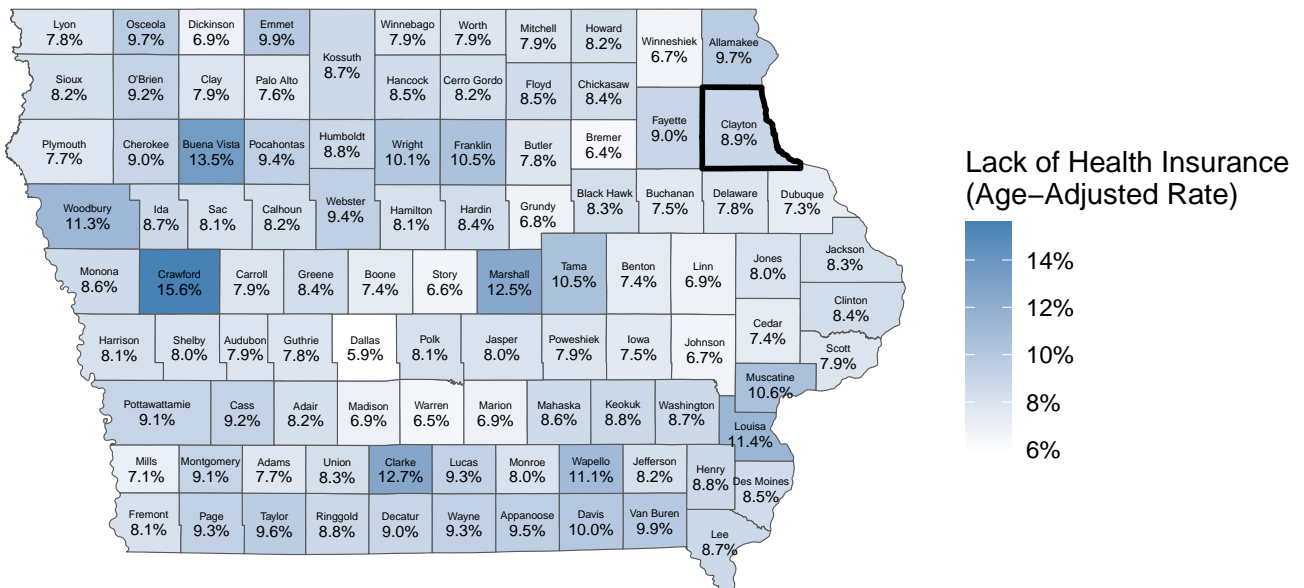 Lyon
7.8%
Osceola
9.7%
Dickinson
6.9%
Emmet
9.9%
Kossuth
8.7%
Winnebago
7.9%
Worth
7.9%
Mitchell
7.9%
Howard
8.2%
Winneshiek
6.7%
Allamakee
9.7%
Sioux
8.2%
O'Brien
9.2%
Clay
7.9%
Palo Alto
7.6%
Hancock
8.5%
Cerro Gordo
8.2%
Floyd
8.5%
Chickasaw
8.4%
Fayette
9.0%
Clayton
8.9%
Plymouth
7.7%
Cherokee
9.0%
Buena Vista
13.5%
Pocahontas
9.4%
Humboldt
8.8%
Wright
10.1%
Franklin
10.5%
Butler
7.8%
Bremer
6.4%
Woodbury
11.3%
Ida
8.7%
Sac
8.1%
Calhoun
8.2%
Webster
9.4%
Hamilton
8.1%
Hardin
8.4%
Grundy
6.8%
Black Hawk
8.3%
Buchanan
7.5%
Delaware
7.8%
Dubuque
7.3%
Monona
8.6%
Crawford
15.6%
Carroll
7.9%
Greene
8.4%
Boone
7.4%
Story
6.6%
Marshall
12.5%
Tama
10.5%
Benton
7.4%
Linn
6.9%
Jones
8.0%
Jackson
8.3%
Clinton
8.4%
Harrison
8.1%
Shelby
8.0%
Audubon
7.9%
Guthrie
7.8%
Dallas
5.9%
Polk
8.1%
Jasper
8.0%
Poweshiek
7.9%
Iowa
7.5%
Johnson
6.7%
Cedar
7.4%
Scott
7.9%
Muscatine
10.6%
Pottawattamie
9.1%
Cass
9.2%
Adair
8.2%
Madison
6.9%
Warren
6.5%
Marion
6.9%
Mahaska
8.6%
Keokuk
8.8%
Washington
8.7%
Louisa
11.4%
Mills
7.1%
Montgomery
9.1%
Adams
7.7%
Union
8.3%
Clarke
12.7%
Lucas
9.3%
Monroe
8.0%
Wapello
11.1%
Jefferson
8.2%
Henry
8.8%
Des Moines
8.5%
Fremont
8.1%
Page
9.3%
Taylor
9.6%
Ringgold
8.8%
Decatur
9.0%
Wayne
9.3%
Appanoose
9.5%
Davis
10.0%
Van Buren
9.9%
Lee
8.7%
Lack of Health Insurance
(Age−Adjusted Rate)
14%
12%
10%
8%
6%